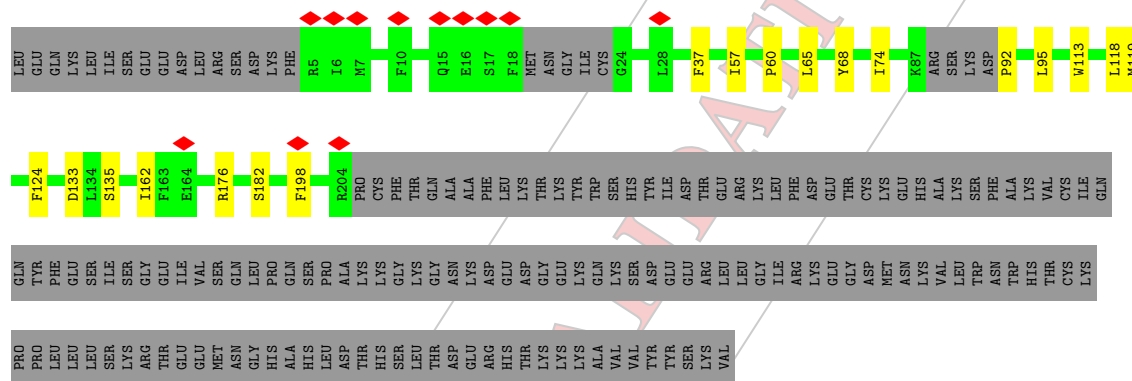 LEU GLU GLN LYS LEU ILE SER GLU GLU ASP LEU ARG SER ASP LYS PHE R5 I6 M7 F10 Q15 E16 S17 F18 MET ASN GLY ILE CYS G24 L28 F37 I57 P60 L65 Y68 I74 K87 ARG SER LYS ASP P92 L95 W113 L118
F124 D133 L134 S135 I162 F163 E164 R176 S182 F198 R204 PRO CYS PHE THR GLN ALA ALA PHE LEU LYS THR LYS TYR TRP SER HIS TYR ILE ASP THR GLU ARG LYS LEU PHE ASP GLU THR CYS LYS GLU HIS ALA LYS SER PHE ALA LYS VAL CYS ILE GLN
GLN TYR PHE GLU SER ILE SER GLY GLU ILE VAL SER GLN LEU PRO GLN SER PRO ALA LYS LYS GLY LYS GLY ASN LYS ASP GLU ASP GLY GLU LYS GLN LYS SER ASP GLU GLU ARG LEU LEU GLY ILE ARG LYS GLU GLY ASP MET ASN LYS VAL LEU TRP ASN TRP HIS THR CYS LYS
PRO PRO LEU LEU LEU SER LYS ARG THR GLU GLU MET ASN GLY HIS ALA HIS LEU ASP THR HIS SER LEU THR ASP GLU ARG HIS THR LYS LYS LYS ALA VAL VAL TYR TYR SER LYS VAL